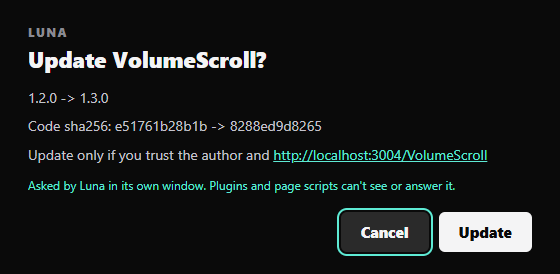 LUNA
Update VolumeScroll?
1.2.0 -> 1.3.0
Code sha256: e51761b28b1b -> 8288ed9d8265
Update only if you trust the author and http://localhost:3004/VolumeScroll
Asked by Luna in its own window. Plugins and page scripts can't see or answer it.
Cancel
Update